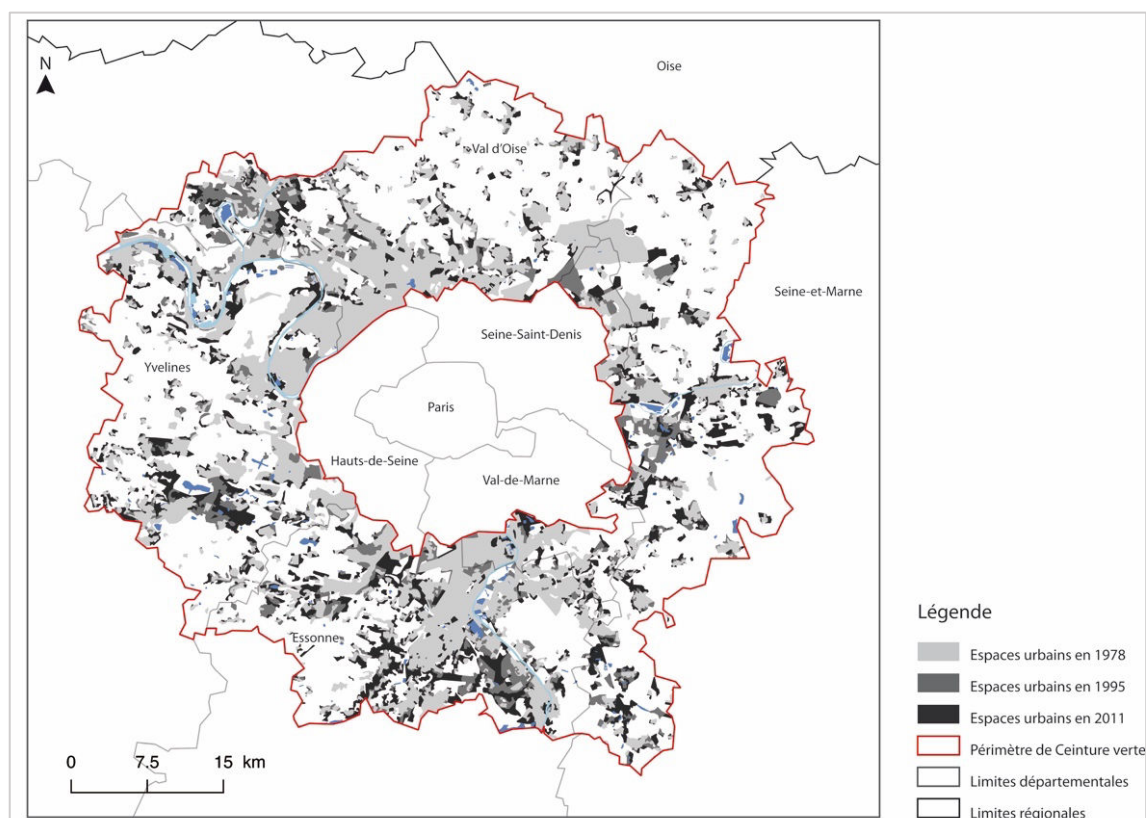 N
Oise
Val d'Oise
Seine-et-Marne
Seine-Saint-Denis
Yvelines
Paris
Hauts-de-Seine
Val-de-Marne
Essonne
0 7.5 15 km
Légende
Espaces urbains en 1978
Espaces urbains en 1995
Espaces urbains en 2011
Périmètre de Ceinture verte
Limites départementales
Limites régionales